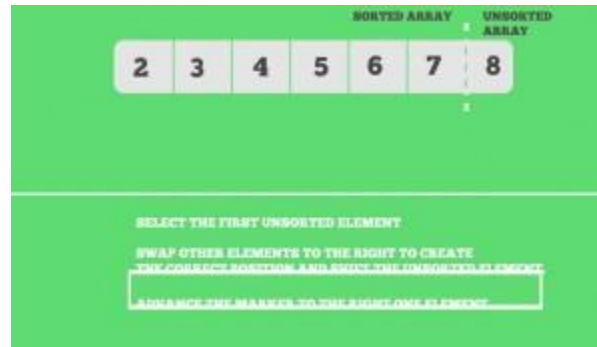 SORTED ARRAY
UNSORTED
ARRAY
2 3 4 5 6 7 8
SELECT THE FIRST UNSORTED ELEMENT
SWAP OTHER ELEMENTS TO THE RIGHT TO CREATE
THE CORRECT POSITION AND SHIFT THE UNSORTED ELEMENT
ADVANCE THE MARKER TO THE RIGHT ONE ELEMENT